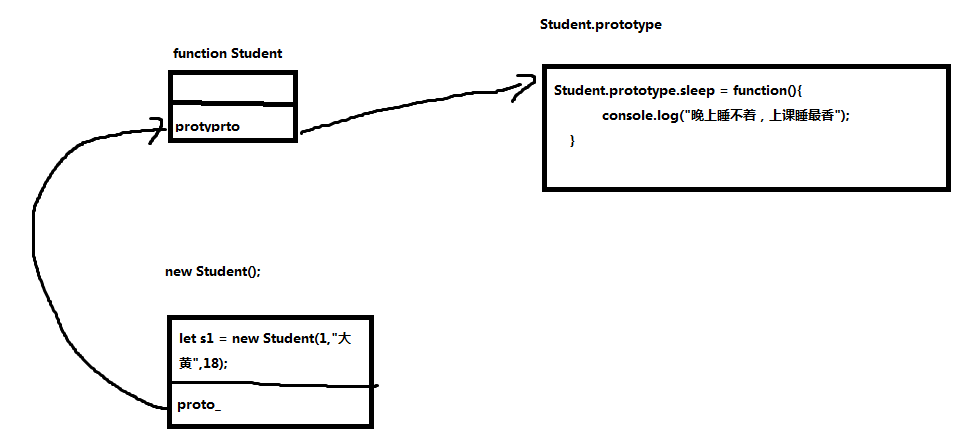 Student.prototype
function Student
Student.prototype.sleep = function(){
console.log("晚上睡不着，上课睡最香");
}
protyprto
new Student();
let s1 = new Student(1,"大
黄",18);
proto_